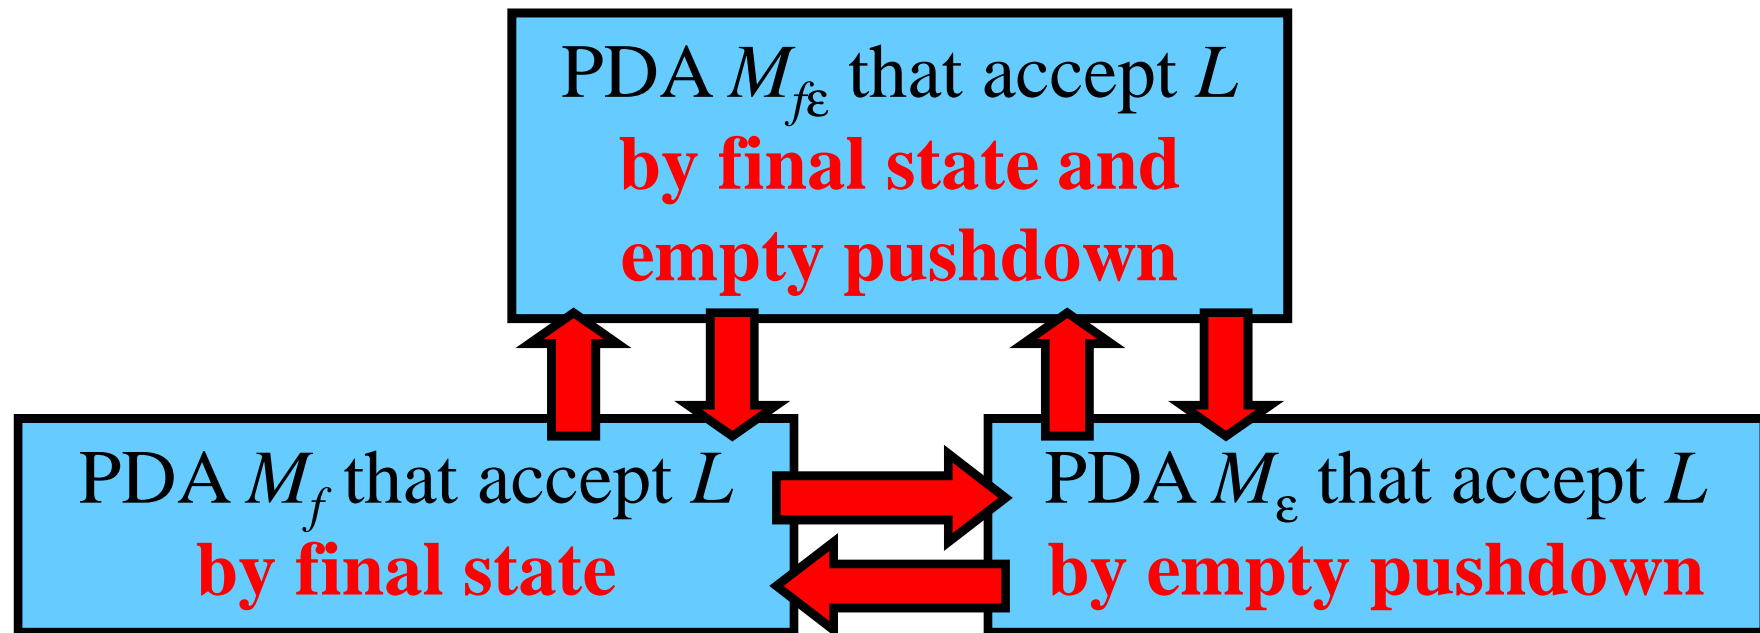 PDA M_fε that accept L
by final state and
empty pushdown
PDA M_f that accept L
by final state
PDA M_ε that accept L
by empty pushdown